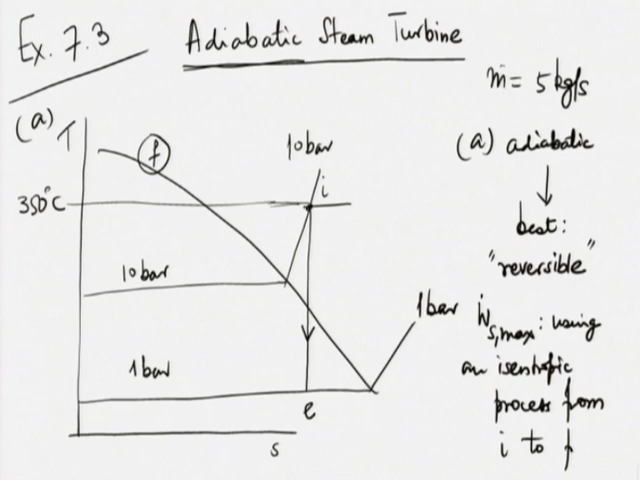 Ex. 7.3
Adiabatic Steam Turbine
ṁ = 5 kg/s
(a)
T
f
10 bar
i
350°C
10 bar
1 bar
1 bar
e
s
(a) adiabatic
↓
best:
"reversible"
Ẇs,max : using
an isentropic
process from
i to f